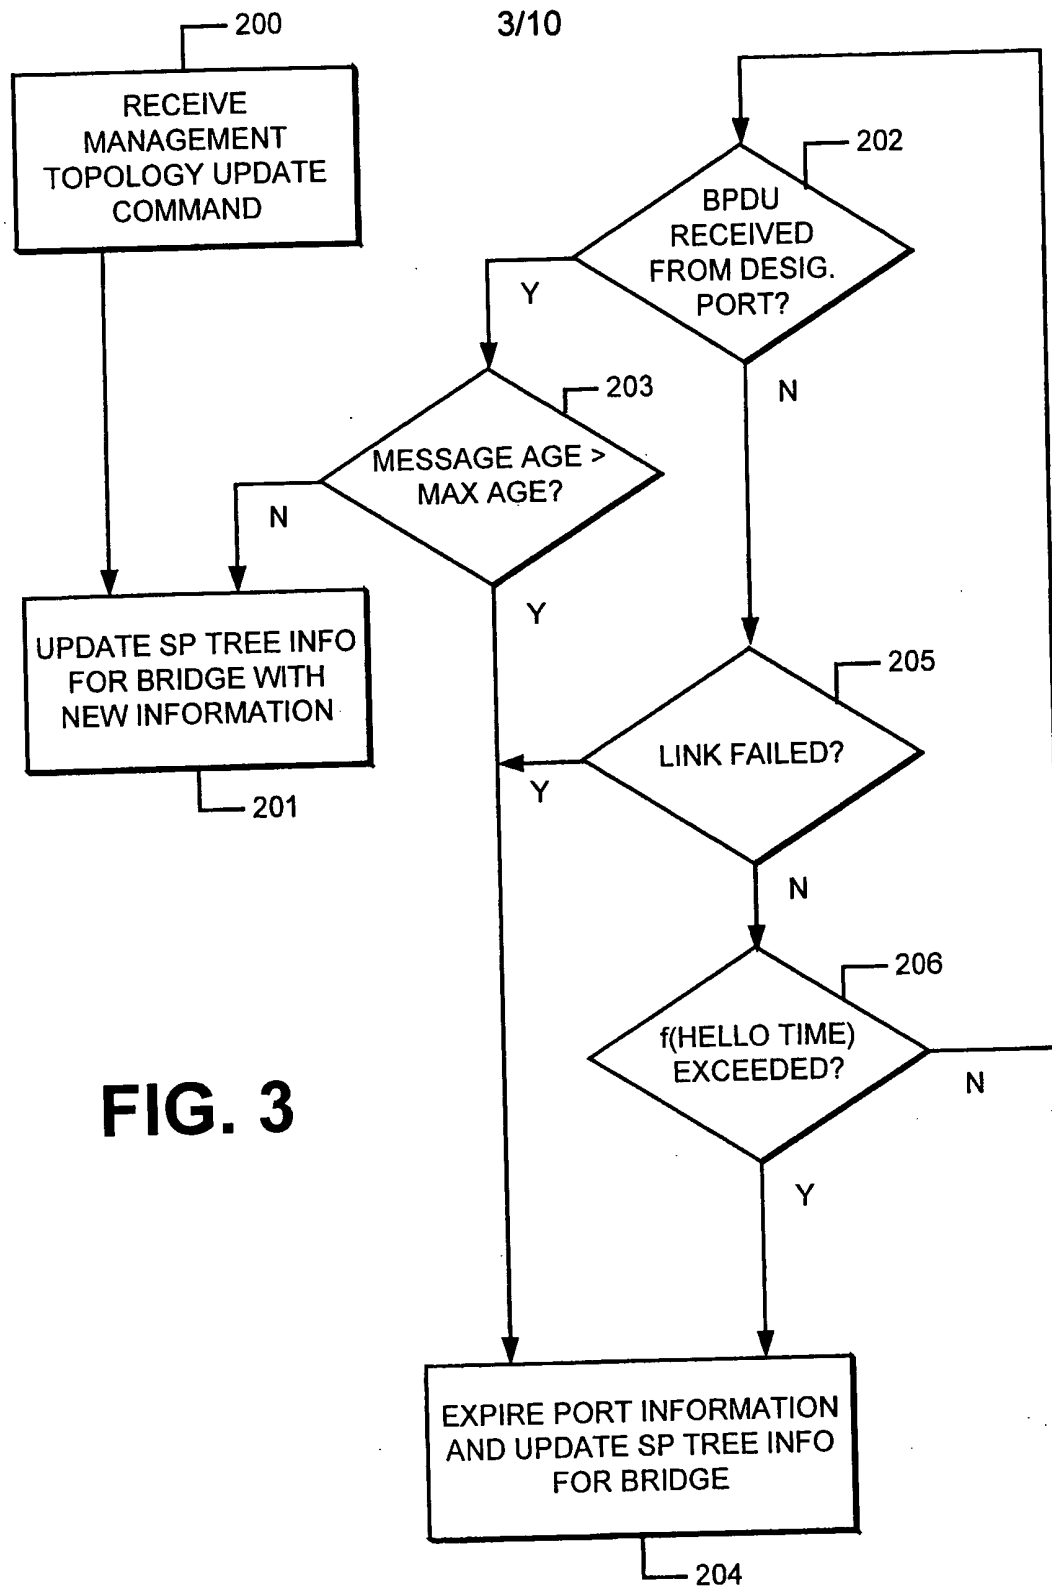 3/10
200
RECEIVE
MANAGEMENT
TOPOLOGY UPDATE
COMMAND
202
BPDU
RECEIVED
FROM DESIG.
PORT?
Y
N
203
MESSAGE AGE >
MAX AGE?
N
Y
UPDATE SP TREE INFO
FOR BRIDGE WITH
NEW INFORMATION
201
205
LINK FAILED?
Y
N
206
f(HELLO TIME)
EXCEEDED?
N
Y
FIG. 3
EXPIRE PORT INFORMATION
AND UPDATE SP TREE INFO
FOR BRIDGE
204